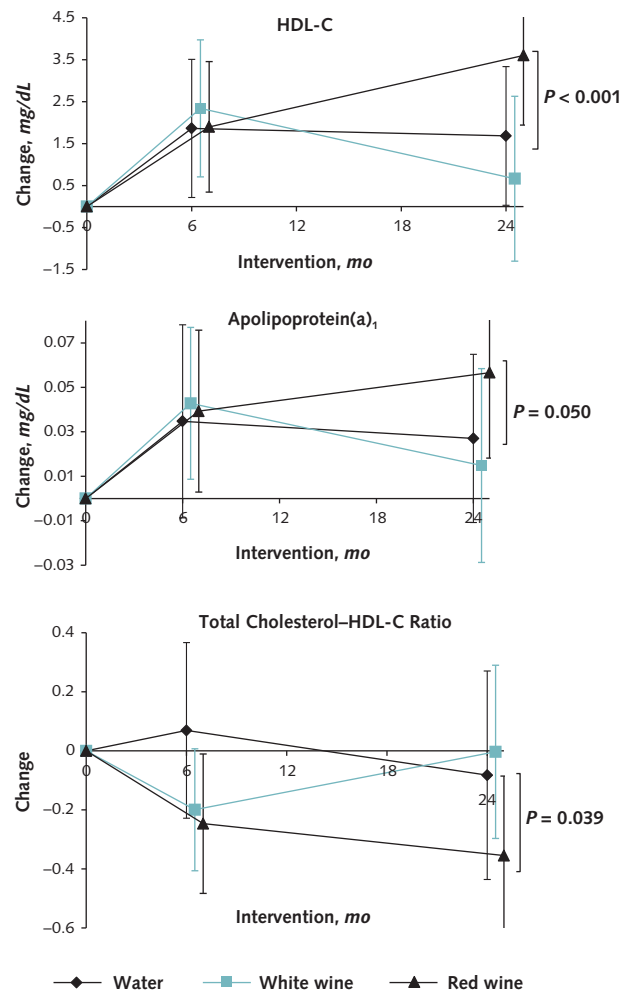 HDL-C
4.5
3.5
2.5
1.5
0.5
–0.5
–1.5
Change, mg/dL
0
6
12
18
24
P < 0.001
Intervention, mo
Apolipoprotein(a)1
0.07
0.05
0.03
0.01
–0.01
–0.03
Change, mg/dL
0
6
12
18
24
P = 0.050
Intervention, mo
Total Cholesterol–HDL-C Ratio
0.4
0.2
0
–0.2
–0.4
–0.6
Change
0
6
12
18
24
P = 0.039
Intervention, mo
Water White wine Red wine